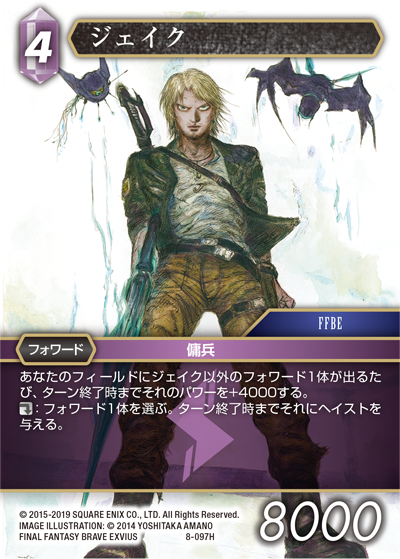 4
ジェイク
FFBE
フォワード
傭兵
あなたのフィールドにジェイク以外のフォワード1体が出るた
び、ターン終了時までそれのパワーを+4000する。
：フォワード1体を選ぶ。ターン終了時までそれにヘイストを
与える。
© 2015-2019 SQUARE ENIX CO., LTD. All Rights Reserved.
IMAGE ILLUSTRATION: © 2014 YOSHITAKA AMANO
FINAL FANTASY BRAVE EXVIUS 8-097H
8000